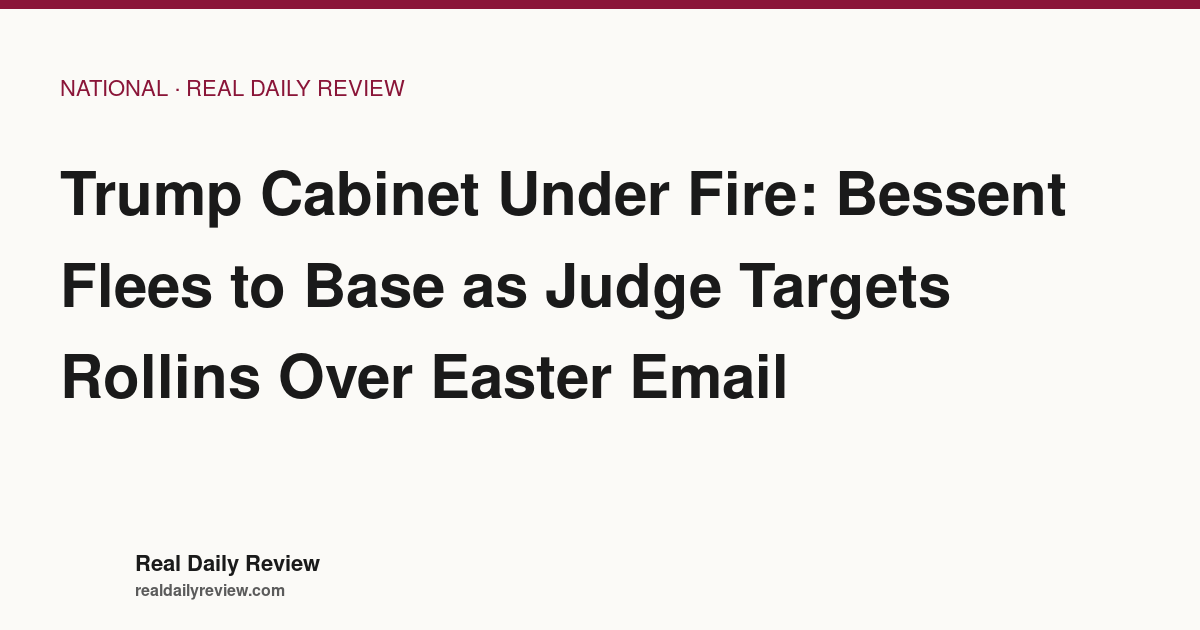 NATIONAL · REAL DAILY REVIEW
Trump Cabinet Under Fire: Bessent
Flees to Base as Judge Targets
Rollins Over Easter Email
Real Daily Review
realdailyreview.com